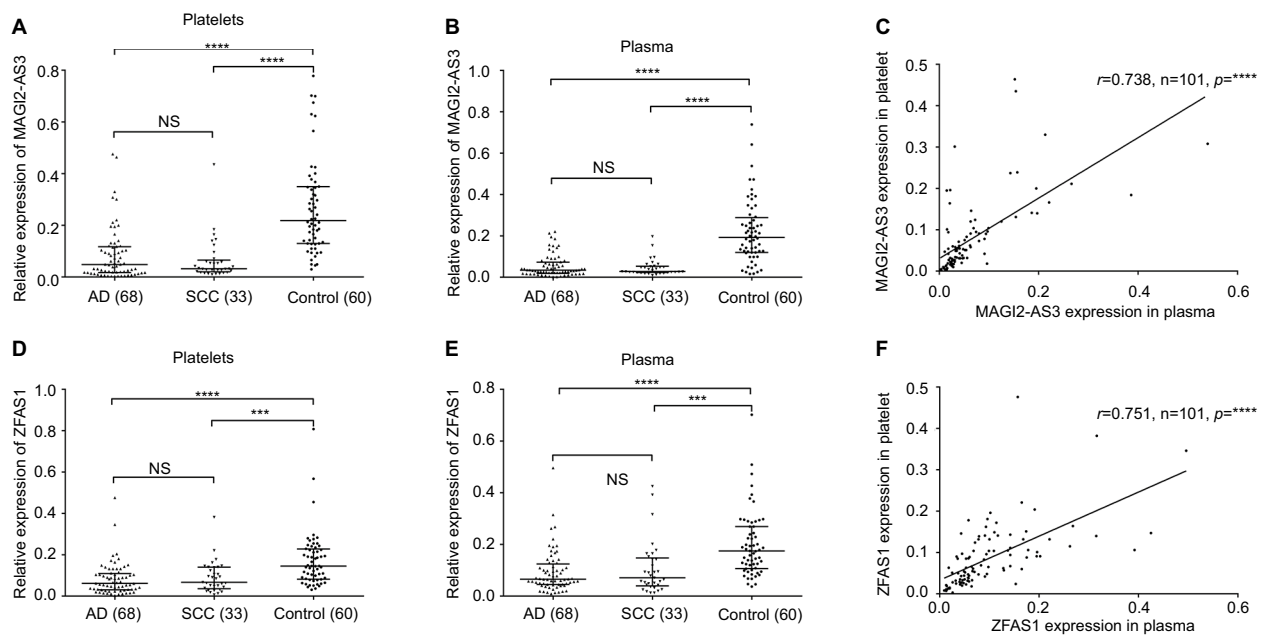 A
Platelets
Relative expression of MAGI2-AS3
0.8
0.6
0.4
0.2
0.0
****
****
NS
AD (68)
SCC (33)
Control (60)
B
Plasma
Relative expression of MAGI2-AS3
1.0
0.8
0.6
0.4
0.2
0.0
****
****
NS
AD (68)
SCC (33)
Control (60)
C
MAGI2-AS3 expression in platelet
0.5
0.4
0.3
0.2
0.1
0.0
r=0.738, n=101, p=****
0.0 0.2 0.4 0.6
MAGI2-AS3 expression in plasma
D
Platelets
Relative expression of ZFAS1
1.0
0.8
0.6
0.4
0.2
0.0
****
***
NS
AD (68)
SCC (33)
Control (60)
E
Plasma
Relative expression of ZFAS1
0.8
0.6
0.4
0.2
0.0
****
***
NS
AD (68)
SCC (33)
Control (60)
F
ZFAS1 expression in platelet
0.5
0.4
0.3
0.2
0.1
0.0
r=0.751, n=101, p=****
0.0 0.2 0.4 0.6
ZFAS1 expression in plasma